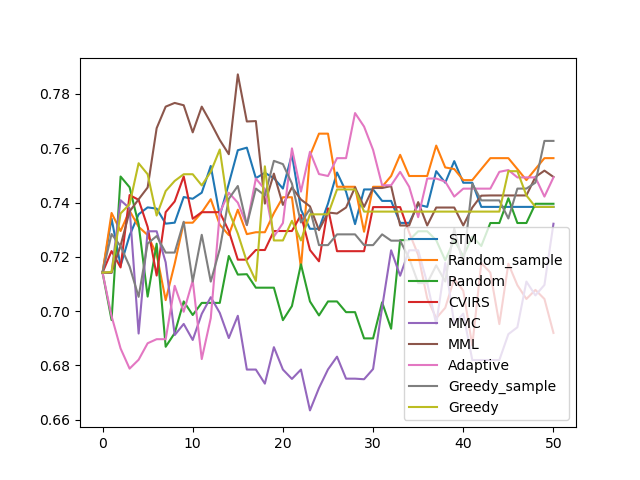 0.78
0.76
0.74
0.72
0.70
0.68
0.66
0
10
20
30
40
50
STM
Random_sample
Random
CVIRS
MMC
MML
Adaptive
Greedy_sample
Greedy